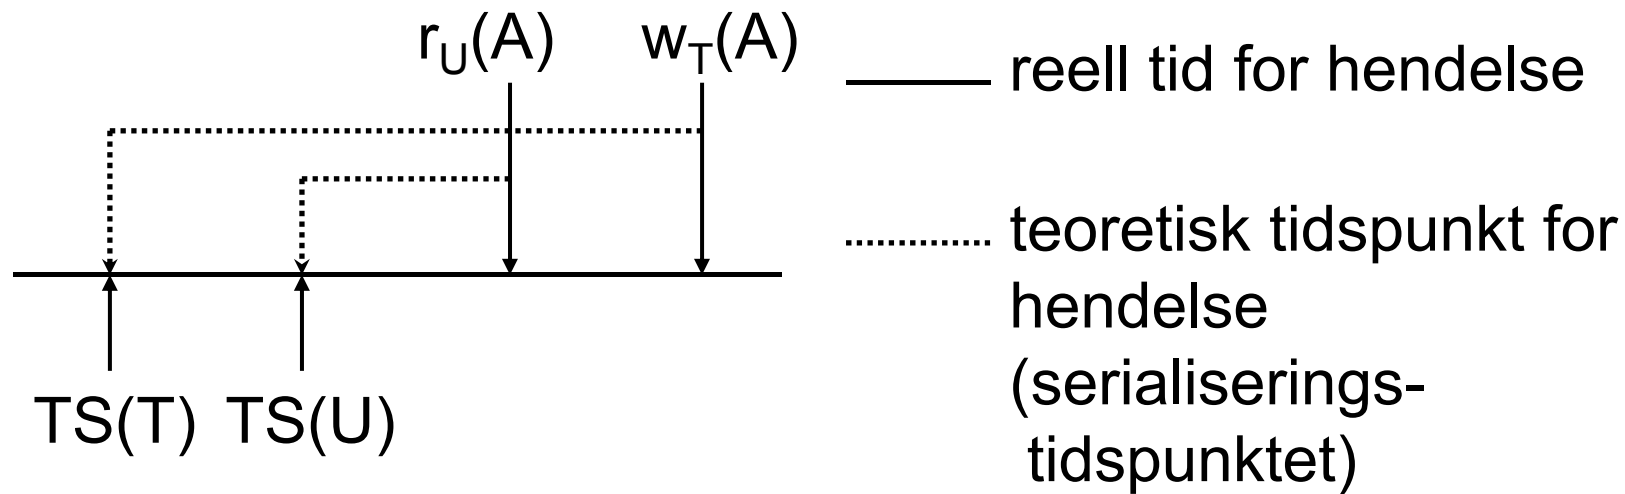 r_U(A) w_T(A)
TS(T) TS(U)
reell tid for hendelse
teoretisk tidspunkt for
hendelse
(serialiserings-
tidspunktet)